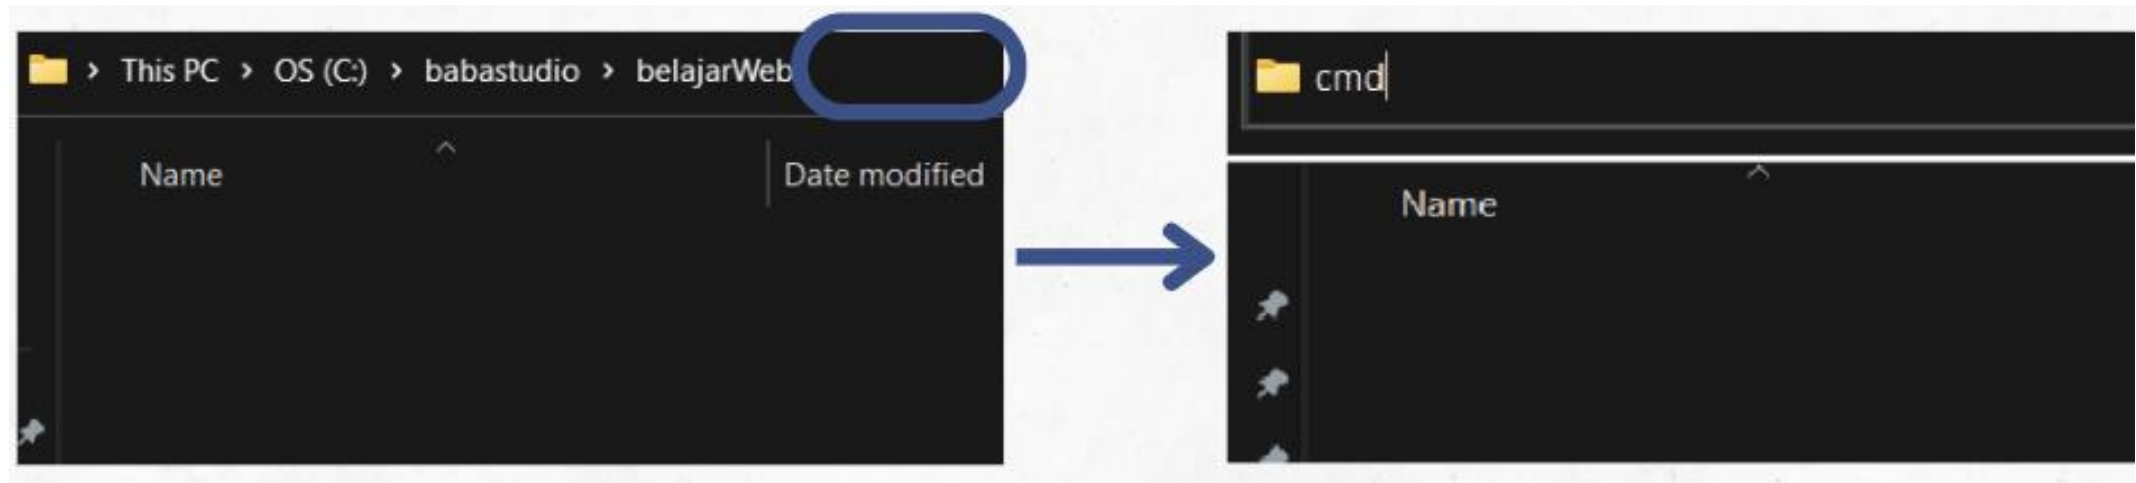 > This PC > OS (C:) > babastudio > belajarWeb
Name
Date modified
cmd
Name